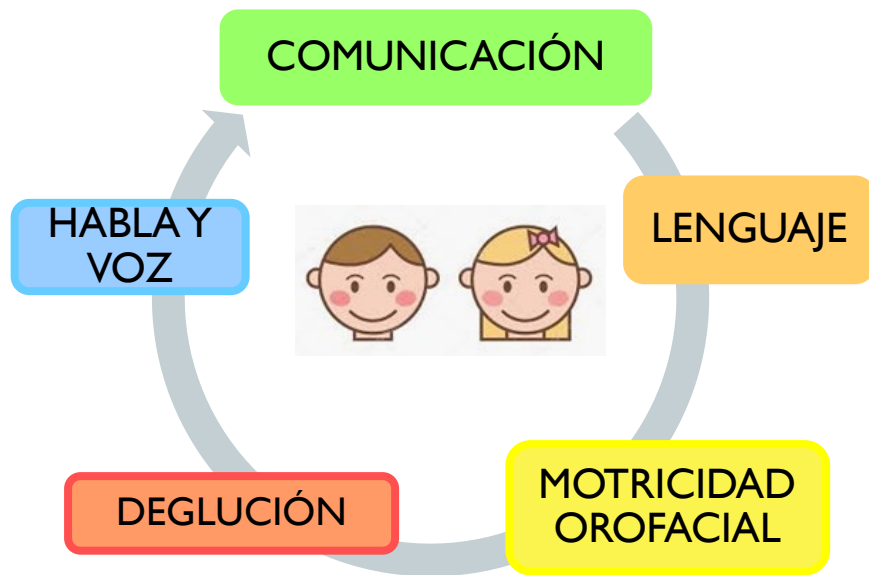 COMUNICACIÓN
LENGUAJE
MOTRICIDAD
OROFACIAL
DEGLUCIÓN
HABLA Y
VOZ